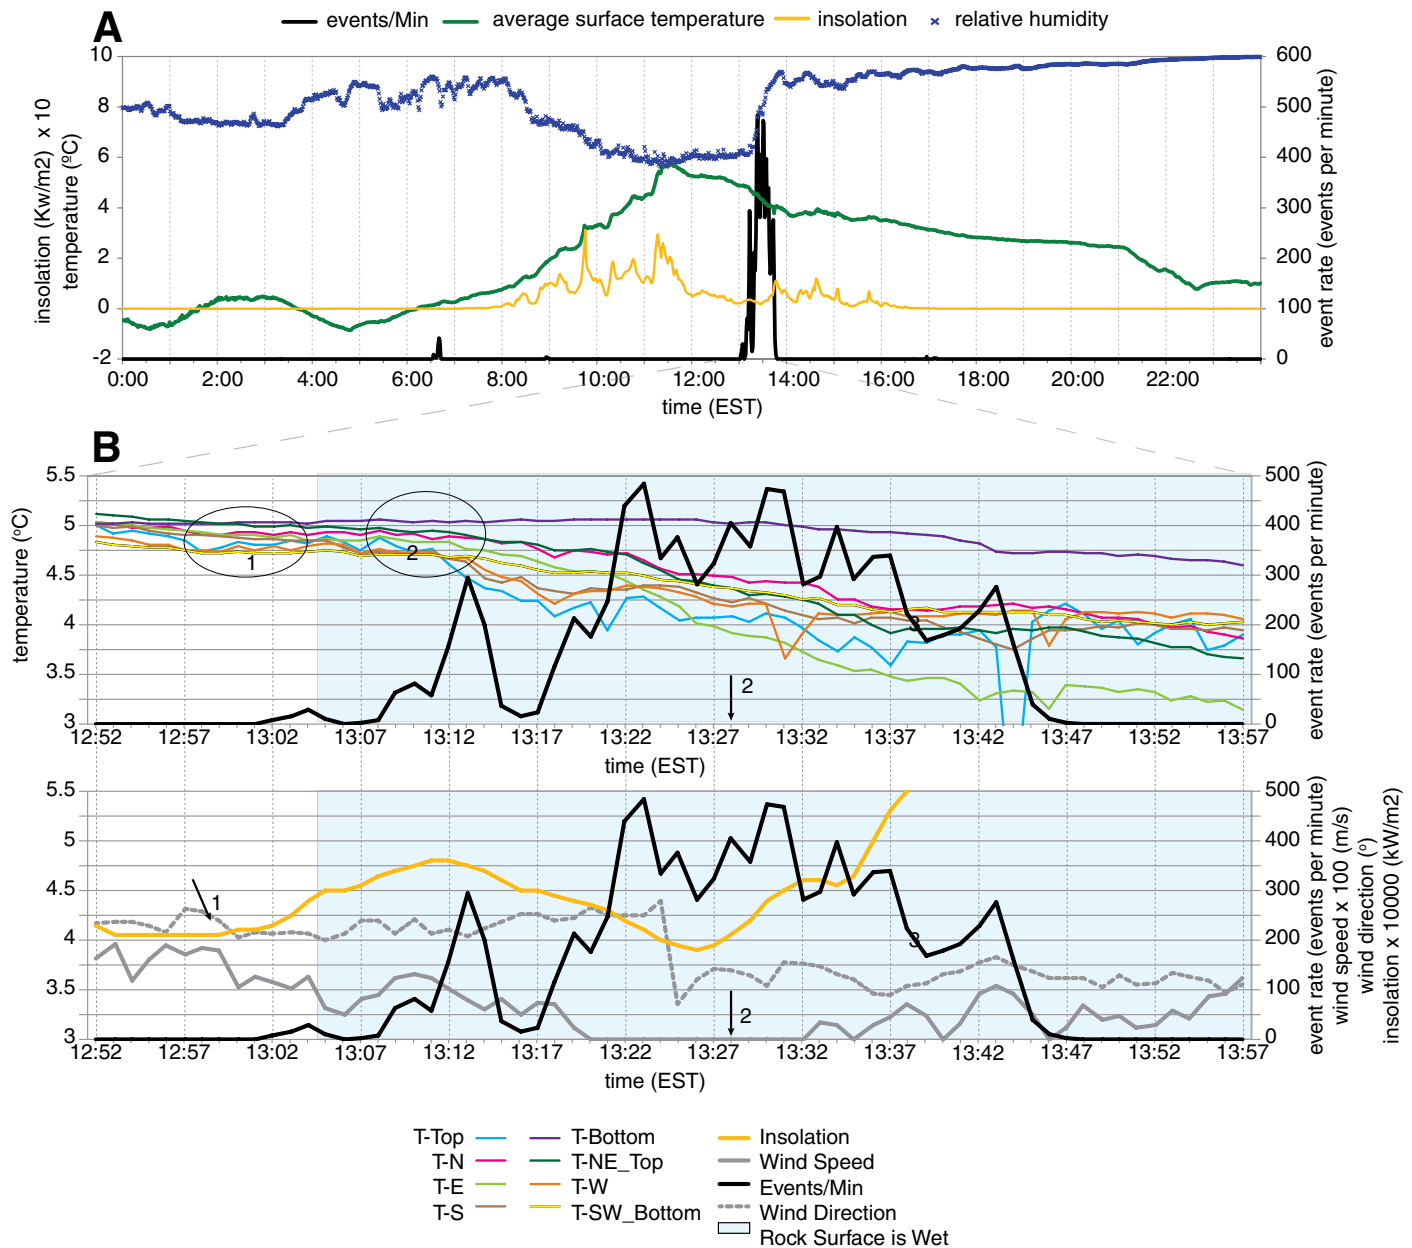 A
events/Min
average surface temperature
insolation
relative humidity
insolation (Kw/m2) x 10
temperature (ºC)
10
8
6
4
2
0
-2
600
500
400
300
200
100
0
event rate (events per minute)
0:00 2:00 4:00 6:00 8:00 10:00 12:00 14:00 16:00 18:00 20:00 22:00
time (EST)
B
temperature (ºC)
5.5
5
4.5
4
3.5
3
500
400
300
200
100
0
event rate (events per minute)
1
2
3
2
12:52 12:57 13:02 13:07 13:12 13:17 13:22 13:27 13:32 13:37 13:42 13:47 13:52 13:57
time (EST)
5.5
5
4.5
4
3.5
3
500
400
300
200
100
0
event rate (events per minute)
wind speed x 100 (m/s)
wind direction (º)
insolation x 10000 (kW/m2)
1
3
2
12:52 12:57 13:02 13:07 13:12 13:17 13:22 13:27 13:32 13:37 13:42 13:47 13:52 13:57
time (EST)
T-Top T-Bottom Insolation
T-N T-NE_Top Wind Speed
T-E T-W Events/Min
T-S T-SW_Bottom Wind Direction
Rock Surface is Wet